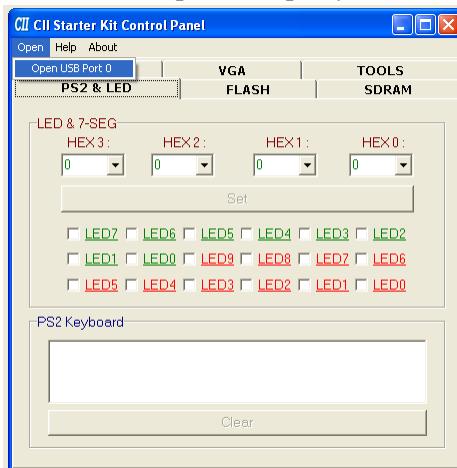 CII CII Starter Kit Control Panel
Open Help About
Open USB Port 0
VGA TOOLS
PS2 & LED FLASH SDRAM
LED & 7-SEG
HEX 3 : HEX 2 : HEX 1 : HEX 0 :
0 0 0 0
Set
LED7 LED6 LED5 LED4 LED3 LED2
LED1 LED0 LED9 LED8 LED7 LED6
LED5 LED4 LED3 LED2 LED1 LED0
PS2 Keyboard
Clear